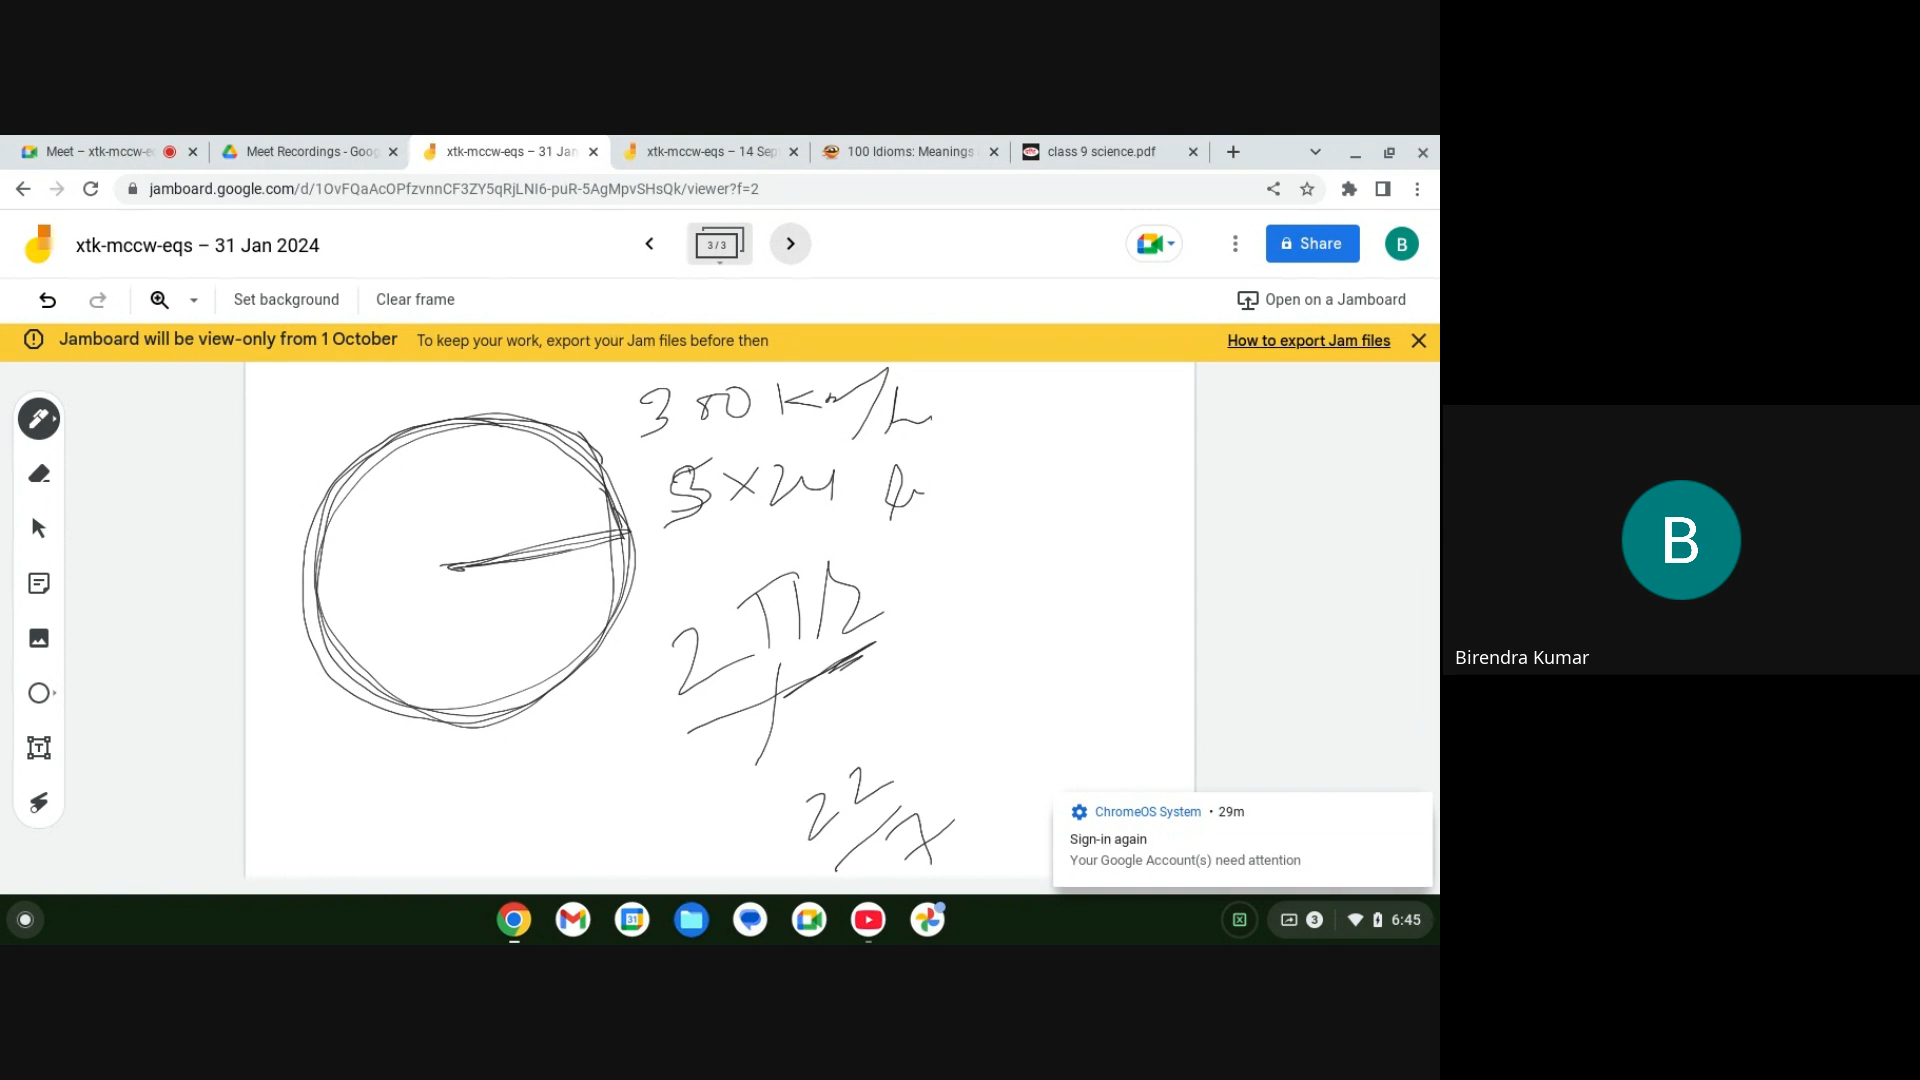 Meet – xtk-mccw-e
Meet Recordings - Goog
xtk-mccw-eqs – 31 Jan
xtk-mccw-eqs – 14 Sep
100 Idioms: Meanings
class 9 science.pdf
jamboard.google.com/d/1OvFQaAcOPfzvnnCF3ZY5qRjLNI6-puR-5AgMpvSHsQk/viewer?f=2
xtk-mccw-eqs – 31 Jan 2024
3 / 3
Share
B
Set background
Clear frame
Open on a Jamboard
Jamboard will be view-only from 1 October To keep your work, export your Jam files before then
How to export Jam files
380 Km/h
5×24
2πr
22/7
T
B
Birendra Kumar
ChromeOS System • 29m
Sign-in again
Your Google Account(s) need attention
31
3
6:45